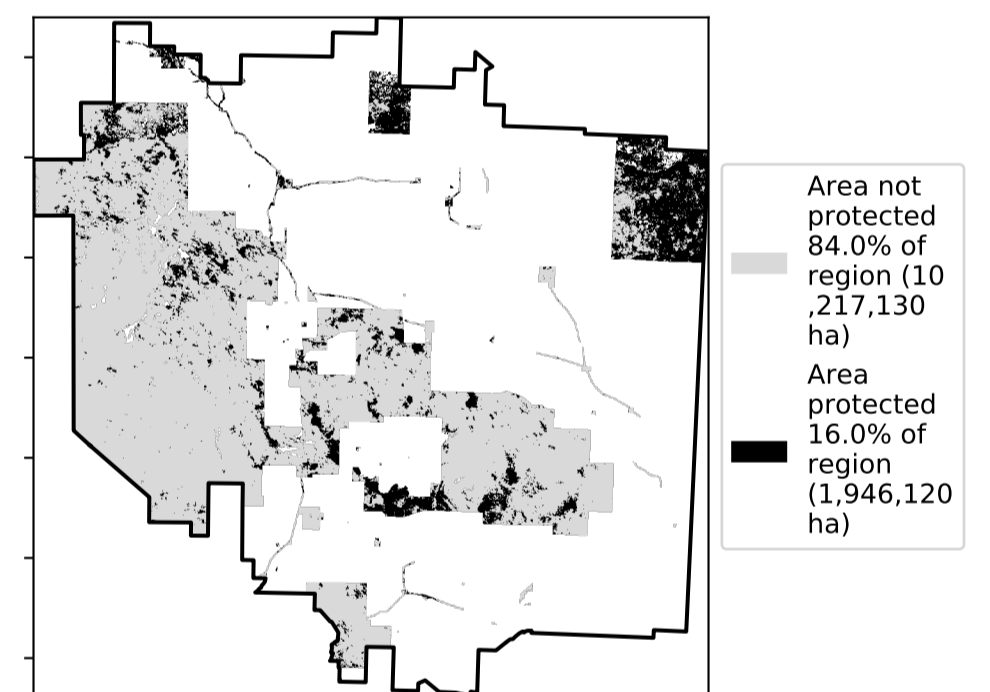 Area not
protected
84.0% of
region (10
,217,130
ha)
Area
protected
16.0% of
region
(1,946,120
ha)